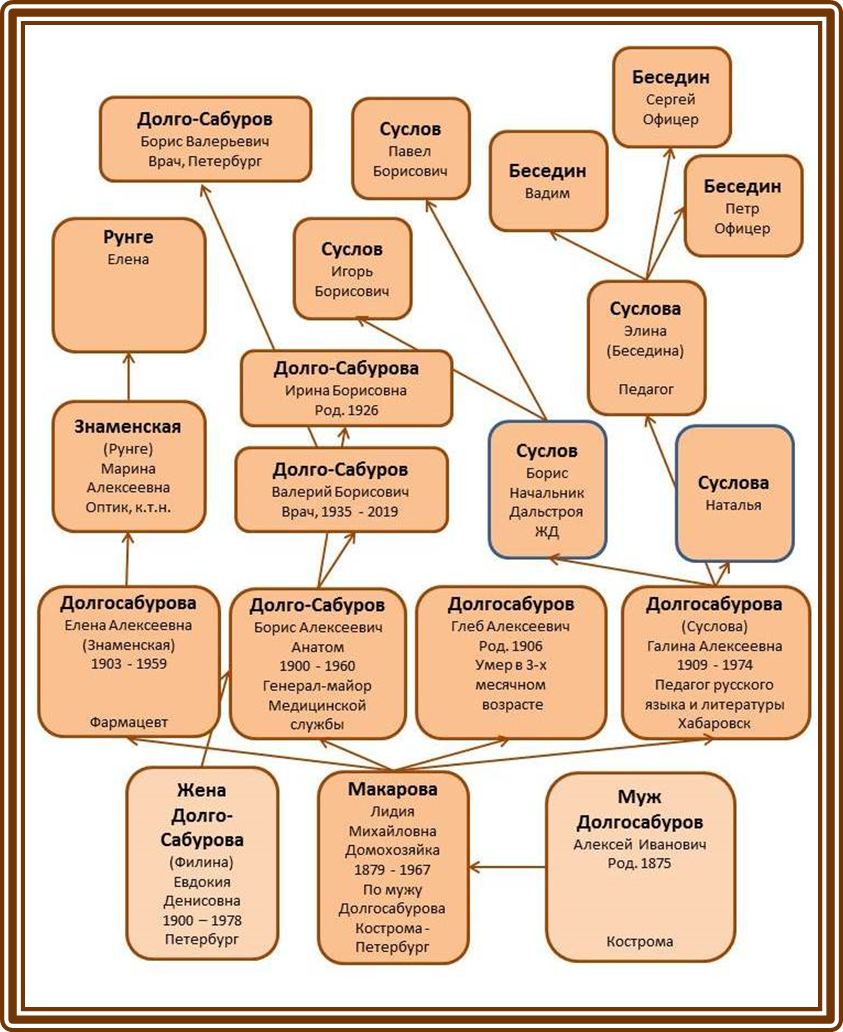 Беседин
Сергей
Офицер
Долго-Сабуров
Борис Валерьевич
Врач, Петербург
Суслов
Павел
Борисович
Беседин
Вадим
Беседин
Петр
Офицер
Рунге
Елена
Суслов
Игорь
Борисович
Суслова
Элина
(Беседина)
Педагог
Долго-Сабурова
Ирина Борисовна
Род. 1926
Знаменская
(Рунге)
Марина
Алексеевна
Оптик, к.т.н.
Долго-Сабуров
Валерий Борисович
Врач, 1935 - 2019
Суслов
Борис
Начальник
Дальстроя
ЖД
Суслова
Наталья
Долгосабурова
Елена Алексеевна
(Знаменская)
1903 - 1959
Фармацевт
Долго-Сабуров
Борис Алексеевич
Анатом
1900 - 1960
Генерал-майор
Медицинской
службы
Долгосабуров
Глеб Алексеевич
Род. 1906
Умер в 3-х
месячном
возрасте
Долгосабурова
(Суслова)
Галина Алексеевна
1909 - 1974
Педагог русского
языка и литературы
Хабаровск
Жена
Долго-
Сабурова
(Филина)
Евдокия
Денисовна
1900 – 1978
Петербург
Макарова
Лидия
Михайловна
Домохозяйка
1879 - 1967
По мужу
Долгосабурова
Кострома -
Петербург
Муж
Долгосабуров
Алексей Иванович
Род. 1875
Кострома